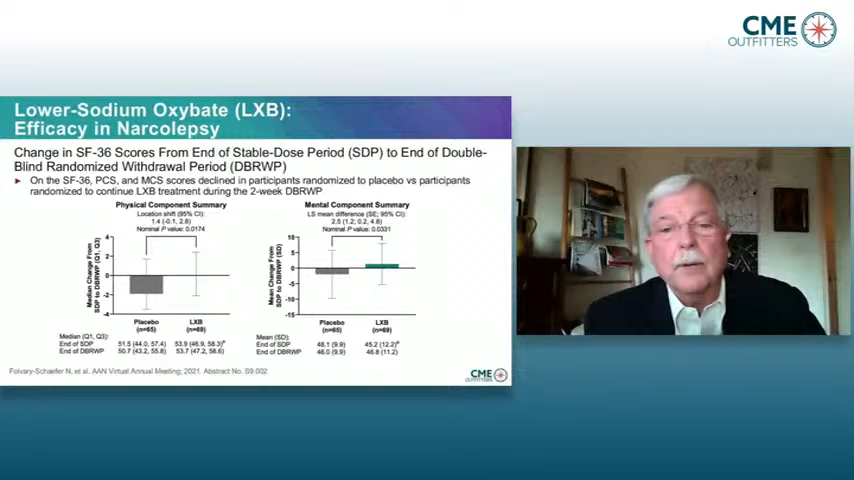 CME
OUTFITTERS
Lower-Sodium Oxybate (LXB):
Efficacy in Narcolepsy
Change in SF-36 Scores From End of Stable-Dose Period (SDP) to End of Double-
Blind Randomized Withdrawal Period (DBRWP)
► On the SF-36, PCS, and MCS scores declined in participants randomized to placebo vs participants
randomized to continue LXB treatment during the 2-week DBRWP
Physical Component Summary
Location shift (95% CI):
1.4 (-0.1, 2.8)
Nominal P value: 0.0174
Median Change From
SDP to DBRWP (Q1, Q3)
4
2
0
-2
-4
Placebo
(n=65)
LXB
(n=69)
Median (Q1, Q3):
End of SDP 51.5 (44.0, 57.4) 53.9 (46.9, 58.3)
End of DBRWP 50.7 (43.2, 55.8) 53.7 (47.2, 58.6)
Mental Component Summary
LS mean difference (SE; 95% CI):
2.5 (1.2; 0.2, 4.8)
Nominal P value: 0.0331
Mean Change From
SDP to DBRWP (SD)
10
5
0
-5
-10
-15
Placebo
(n=65)
LXB
(n=69)
Mean (SD):
End of SDP 48.1 (9.9) 45.2 (12.2)
End of DBRWP 46.0 (9.9) 46.8 (11.2)
Folvary-Schaefer N, et al. AAN Virtual Annual Meeting; 2021. Abstract No. S9.002
CME
OUTFITTERS